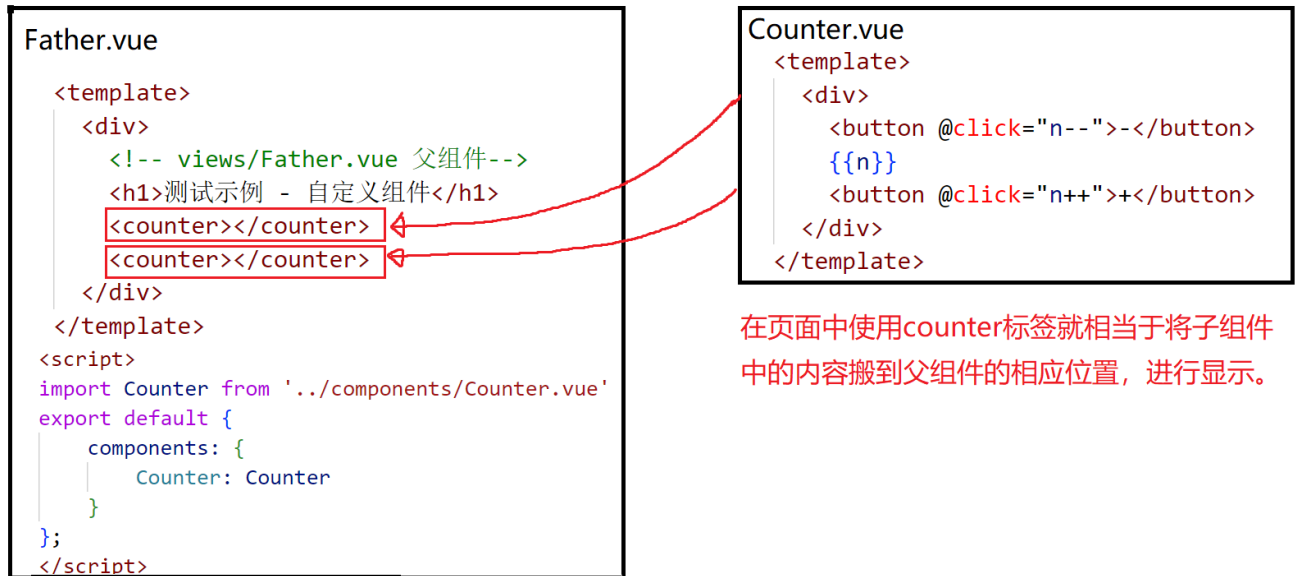 Father.vue
<template>
<div>
<!-- views/Father.vue 父组件-->
<h1>测试示例 - 自定义组件</h1>
<counter></counter>
<counter></counter>
</div>
</template>
<script>
import Counter from '../components/Counter.vue'
export default {
components: {
Counter: Counter
}
};
</script>
Counter.vue
<template>
<div>
<button @click="n--">-</button>
{{n}}
<button @click="n++">+</button>
</div>
</template>
在页面中使用counter标签就相当于将子组件
中的内容搬到父组件的相应位置，进行显示。